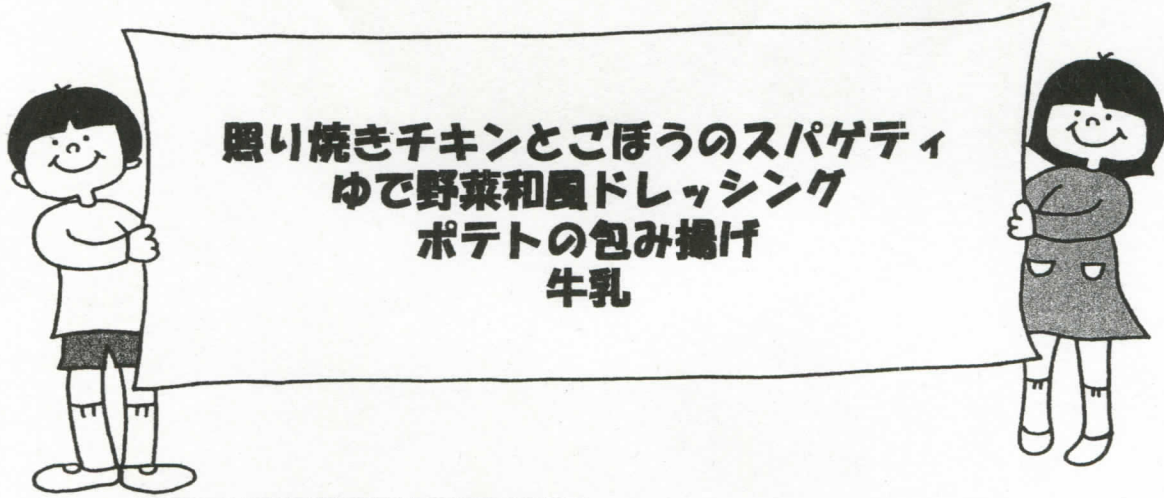 照り焼きチキンとごぼうのスパゲディ
ゆで野菜和風ドレッシング
ポテトの包み揚げ
牛乳